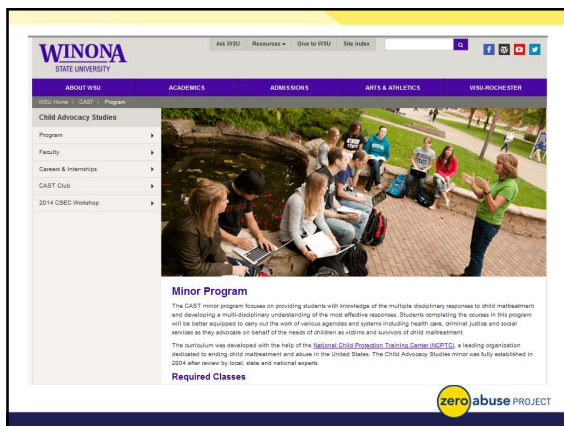 Ask WSU Resources Give to WSU Site index
WINONA
STATE UNIVERSITY
ABOUT WSU ACADEMICS ADMISSIONS ARTS & ATHLETICS WSU-ROCHESTER
WSU Home / CAST / Program
Child Advocacy Studies
Program
Faculty
Careers & Internships
CAST Club
2014 CSEC Workshop
Minor Program
The CAST minor program focuses on providing students with knowledge of the multiple disciplinary responses to child maltreatment
and developing a multi-disciplinary understanding of the most effective responses. Students completing the courses in this program
will be better equipped to carry out the work of various agencies and systems including health care, criminal justice and social
services as they advocate on behalf of the needs of children as victims and survivors of child maltreatment.
The curriculum was developed with the help of the National Child Protection Training Center (NCPTC), a leading organization
dedicated to ending child maltreatment and abuse in the United States. The Child Advocacy Studies minor was fully established in
2004 after review by local, state and national experts.
Required Classes
zero abuse PROJECT